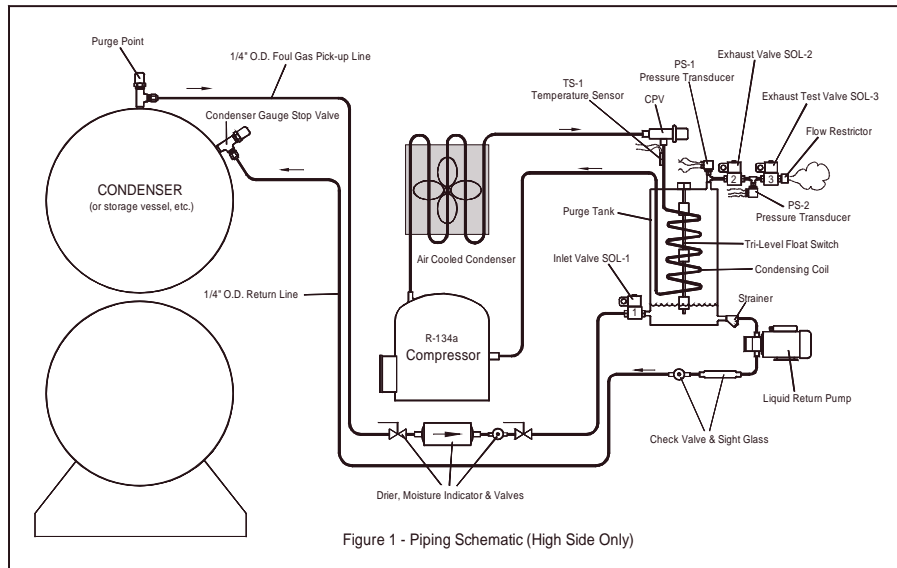 Purge Point
1/4" O.D. Foul Gas Pick-up Line
Exhaust Valve SOL-2
PS-1
Pressure Transducer
TS-1
Temperature Sensor
CPV
Exhaust Test Valve SOL-3
Flow Restrictor
Condenser Gauge Stop Valve
CONDENSER
(or storage vessel, etc.)
2
3
PS-2
Pressure Transducer
Purge Tank
Tri-Level Float Switch
Air Cooled Condenser
Inlet Valve SOL-1
Condensing Coil
1/4" O.D. Return Line
Strainer
1
R-134a
Compressor
Liquid Return Pump
Check Valve & Sight Glass
Drier, Moisture Indicator & Valves
Figure 1 - Piping Schematic (High Side Only)